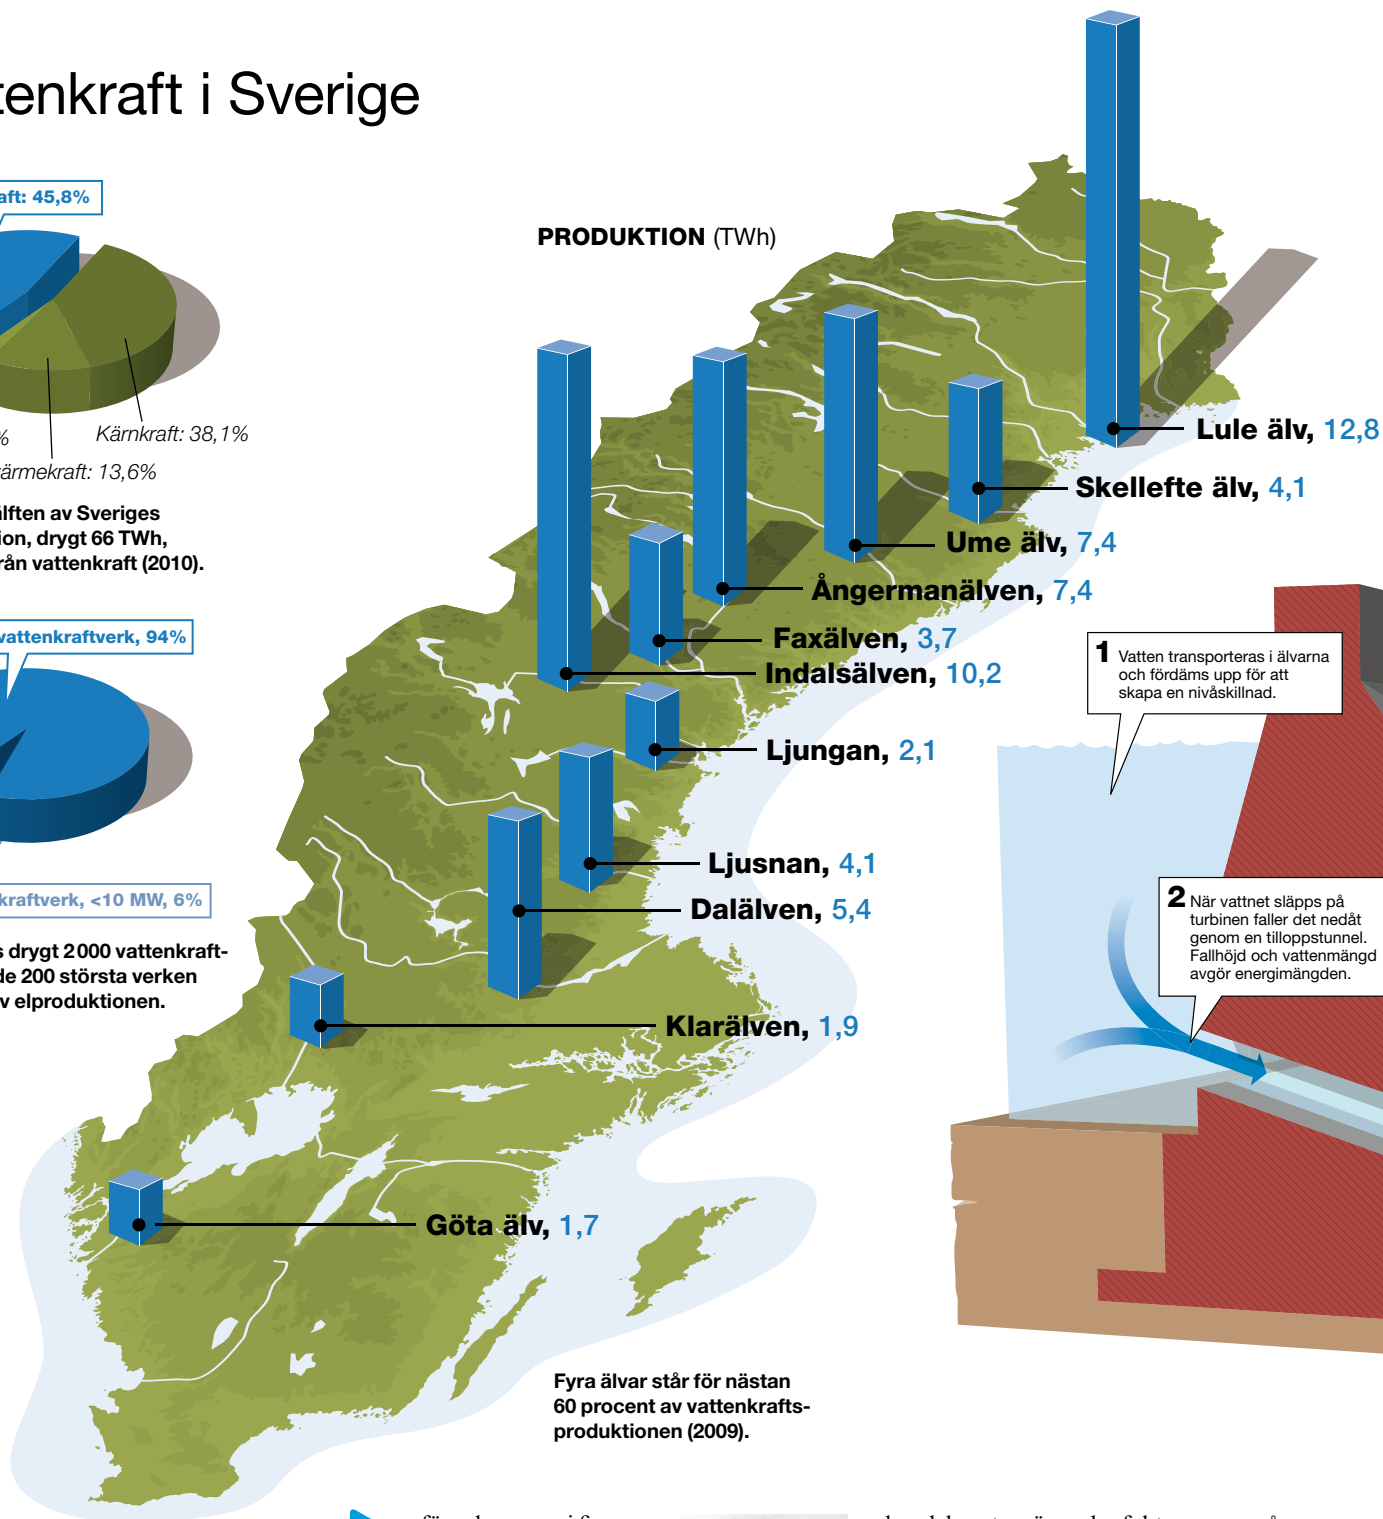 tenkraft i Sverige
aft: 45,8%
Kärnkraft: 38,1%
%
ärmekraft: 13,6%
älften av Sveriges
ion, drygt 66 TWh,
rån vattenkraft (2010).
vattenkraftverk, 94%
kraftverk, <10 MW, 6%
s drygt 2 000 vattenkraft-
de 200 största verken
v elproduktionen.
PRODUKTION (TWh)
Lule älv, 12,8
Skellefte älv, 4,1
Ume älv, 7,4
Ångermanälven, 7,4
Faxälven, 3,7
Indalsälven, 10,2
Ljungan, 2,1
Ljusnan, 4,1
Dalälven, 5,4
Klarälven, 1,9
Göta älv, 1,7
Fyra älvar står för nästan
60 procent av vattenkrafts-
produktionen (2009).
1 Vatten transporteras i älvarna
och fördäms upp för att
skapa en nivåskillnad.
2 När vattnet släpps på
turbinen faller det nedåt
genom en tilloppstunnel.
Fallhöjd och vattenmängd
avgör energimängden.